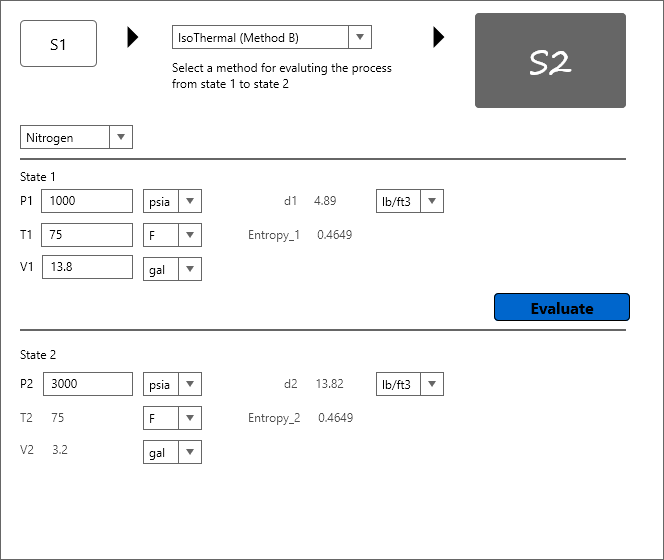 S1
IsoThermal (Method B)
S2
Select a method for evaluting the process
from state 1 to state 2
Nitrogen
State 1
P1 1000 psia d1 4.89 lb/ft3
T1 75 F Entropy_1 0.4649
V1 13.8 gal
Evaluate
State 2
P2 3000 psia d2 13.82 lb/ft3
T2 75 F Entropy_2 0.4649
V2 3.2 gal